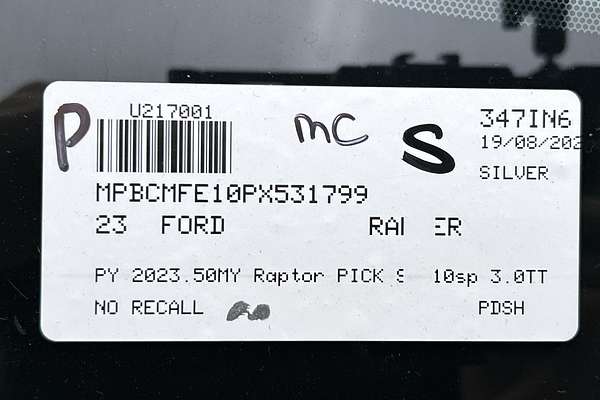 P
U217001
mc
S
347IN6
19/08/202
MPBCMFE10PX531799
SILVER
23 FORD
PY 2023.50MY Raptor PICK 10sp 3.0TT
NO RECALL
PDSH